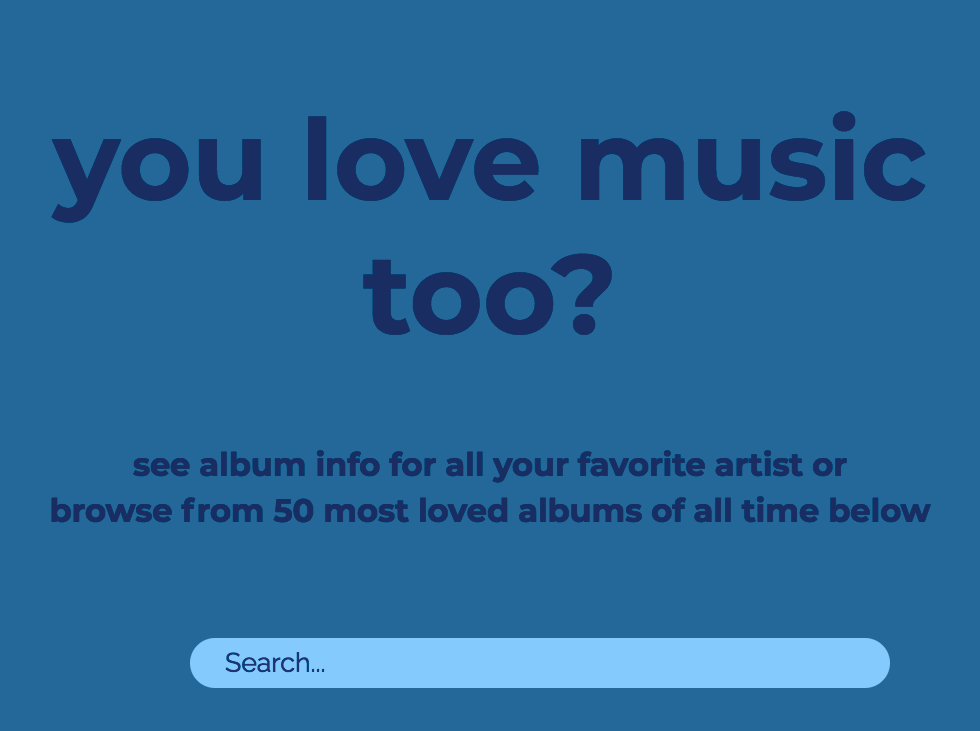 you love music
too?
see album info for all your favorite artist or
browse from 50 most loved albums of all time below
Search...